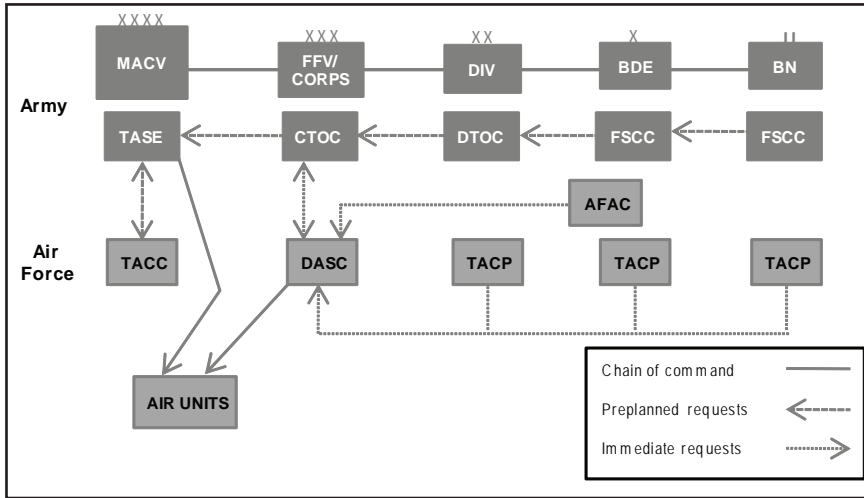 XXXX
XXX
XX
X
II
MACV
FFV/
CORPS
DIV
BDE
BN
Army
TASE
CTOC
DTOC
FSCC
FSCC
AFAC
Air
Force
TACC
DASC
TACP
TACP
TACP
AIR UNITS
Chain of command
Preplanned requests
Immediate requests